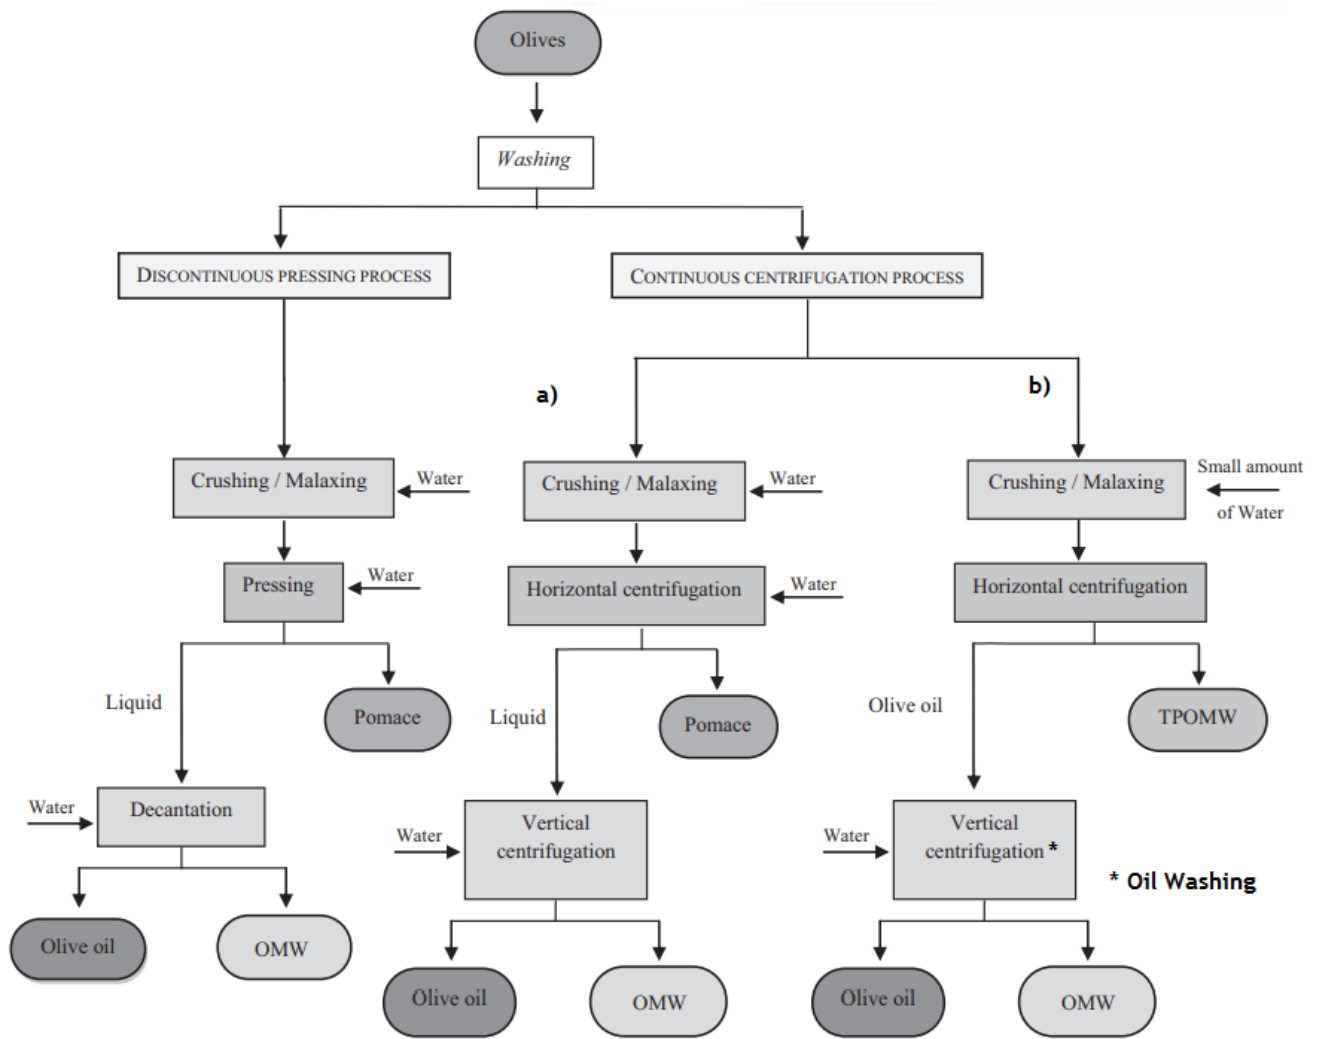 Olives
Washing
DISCONTINUOUS PRESSING PROCESS
CONTINUOUS CENTRIFUGATION PROCESS
a)
b)
Crushing / Malaxing
Water
Crushing / Malaxing
Water
Crushing / Malaxing
Small amount
of Water
Pressing
Water
Horizontal centrifugation
Water
Horizontal centrifugation
Liquid
Pomace
Liquid
Pomace
Olive oil
TPOMW
Water
Decantation
Water
Vertical
centrifugation
Water
Vertical
centrifugation *
* Oil Washing
Olive oil
OMW
Olive oil
OMW
Olive oil
OMW